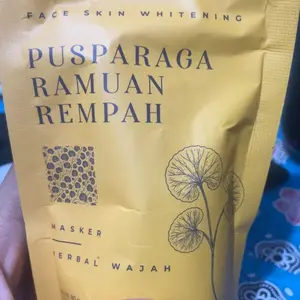 FACE SKIN WHITENING
PUSPARAGA
RAMUAN
REMPAH
MASKER
HERBAL WAJAH